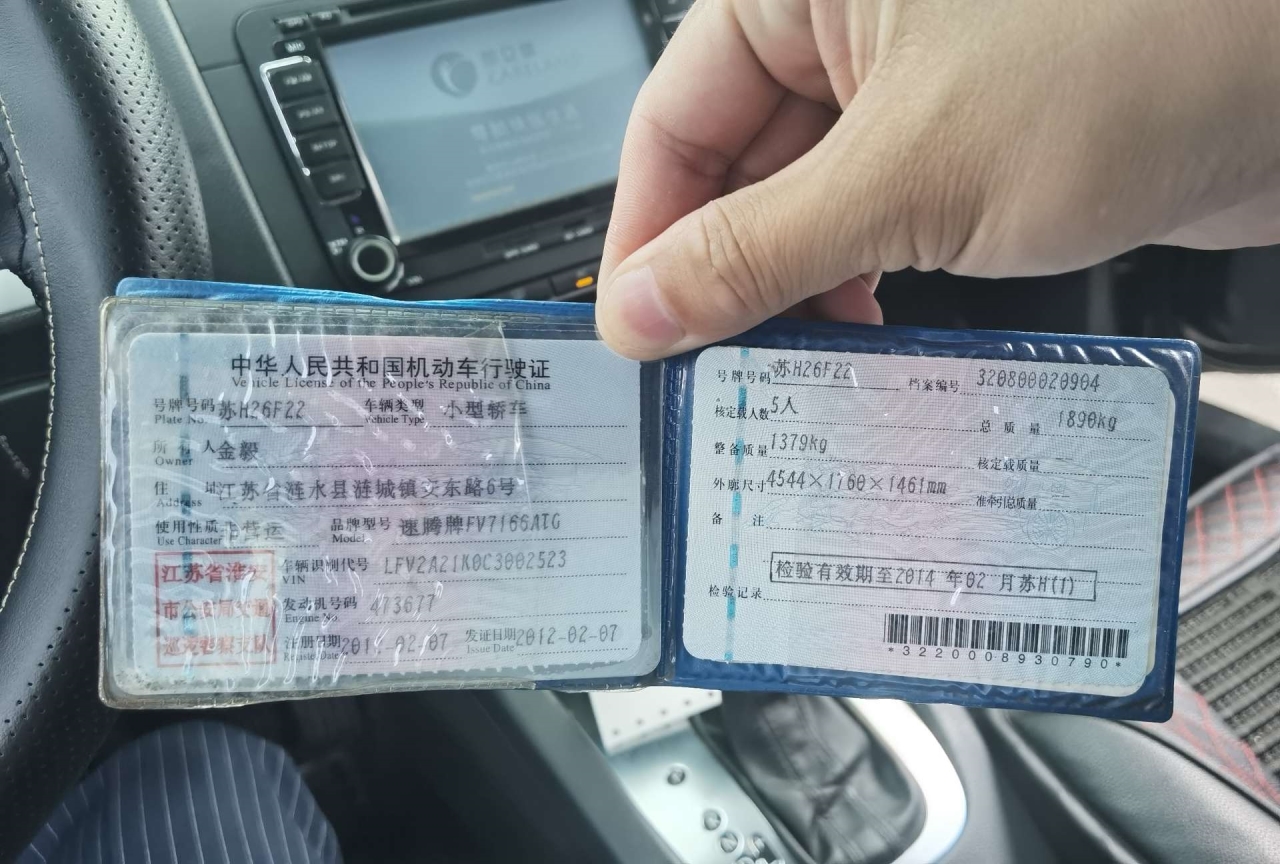 中华人民共和国机动车行驶证
Vehicle License of the People's Republic of China
号牌号码 苏H26F22 车辆类型 小型轿车
Plate No. Vehicle Type
所有人 金毅
Owner
住址 江苏省涟水县涟城镇安东路6号
Address
使用性质 非营运 品牌型号 速腾牌FV7166ATG
Use Character Model
江苏省淮安
市公安局交通
巡逻警察支队
车辆识别代号 LFV2A21K0C3002523
VIN
发动机号码 473677
Engine No.
注册日期 2012-02-07 发证日期 2012-02-07
Register Date Issue Date
号牌号码 苏H26F22 档案编号 320800020904
核定载人数 5人 总质量 1890kg
整备质量 1379kg 核定载质量 —
外廓尺寸 4544×1760×1461mm 准牵引总质量 —
备注
检验有效期至2014年02月苏H(1)
检验记录
*3220008930790*